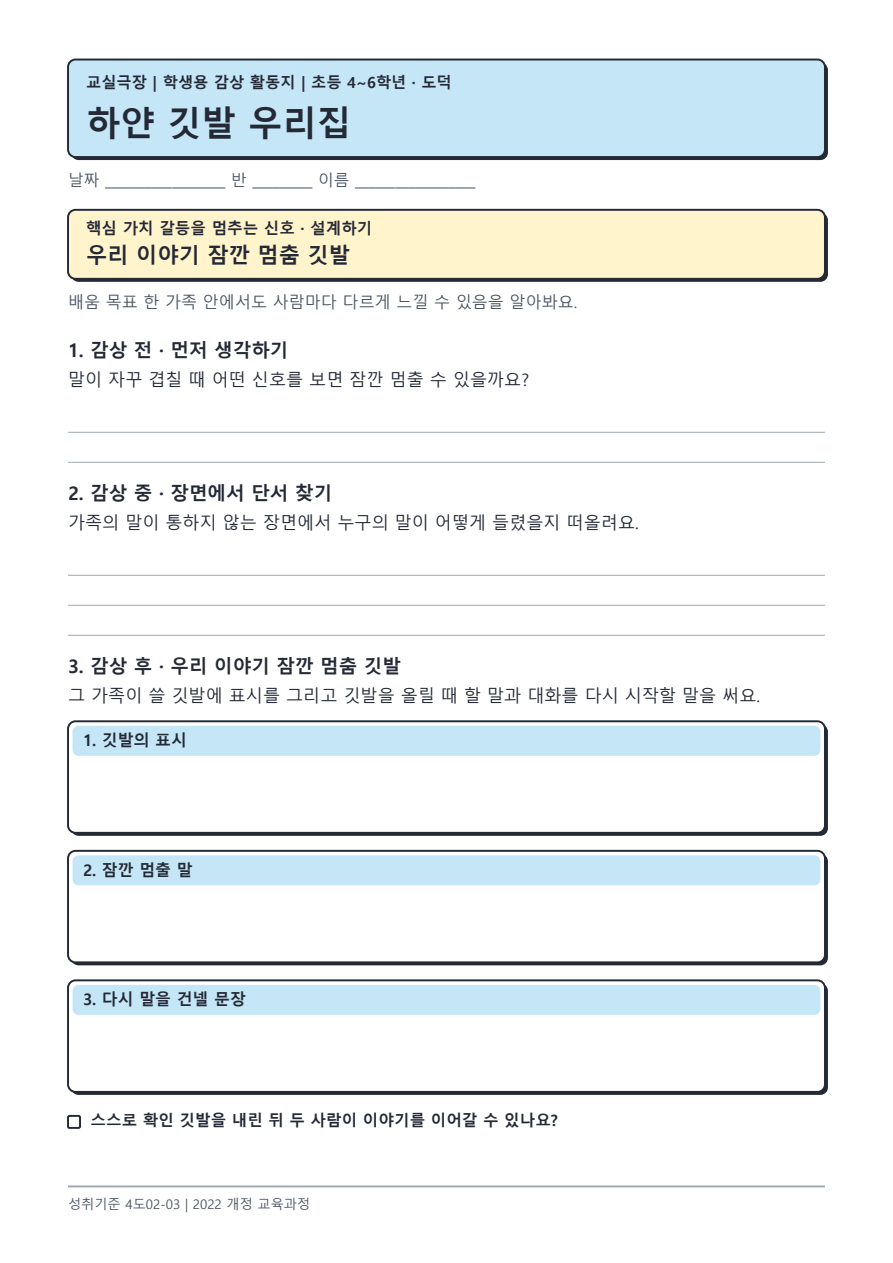 교실극장 | 학생용 감상 활동지 | 초등 4~6학년 · 도덕
하얀 깃발 우리집
날짜 _______________ 반 _______ 이름 _______________
핵심 가치 갈등을 멈추는 신호 · 설계하기
우리 이야기 잠깐 멈춤 깃발
배움 목표 한 가족 안에서도 사람마다 다르게 느낄 수 있음을 알아봐요.
1. 감상 전 · 먼저 생각하기
말이 자꾸 겹칠 때 어떤 신호를 보면 잠깐 멈출 수 있을까요?
2. 감상 중 · 장면에서 단서 찾기
가족의 말이 통하지 않는 장면에서 누구의 말이 어떻게 들렸을지 떠올려요.
3. 감상 후 · 우리 이야기 잠깐 멈춤 깃발
그 가족이 쓸 깃발에 표시를 그리고 깃발을 올릴 때 할 말과 대화를 다시 시작할 말을 써요.
1. 깃발의 표시
2. 잠깐 멈출 말
3. 다시 말을 건넬 문장
스스로 확인 깃발을 내린 뒤 두 사람이 이야기를 이어갈 수 있나요?
성취기준 4도02-03 | 2022 개정 교육과정